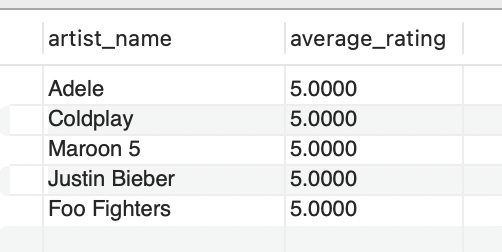 artist_name average_rating
Adele 5.0000
Coldplay 5.0000
Maroon 5 5.0000
Justin Bieber 5.0000
Foo Fighters 5.0000